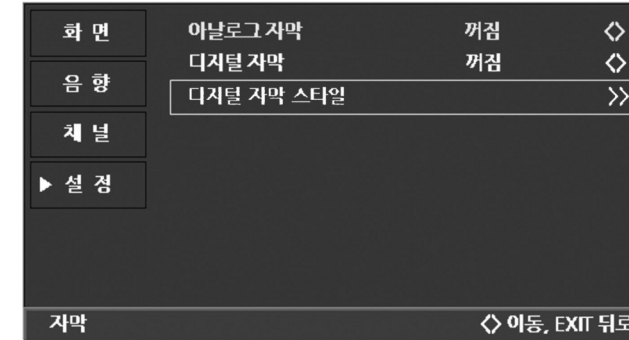 화면
음향
채널
▶ 설정
아날로그 자막 꺼짐 <>
디지털 자막 꺼짐 <>
디지털 자막 스타일 >>
자막 <> 이동, EXIT 뒤로